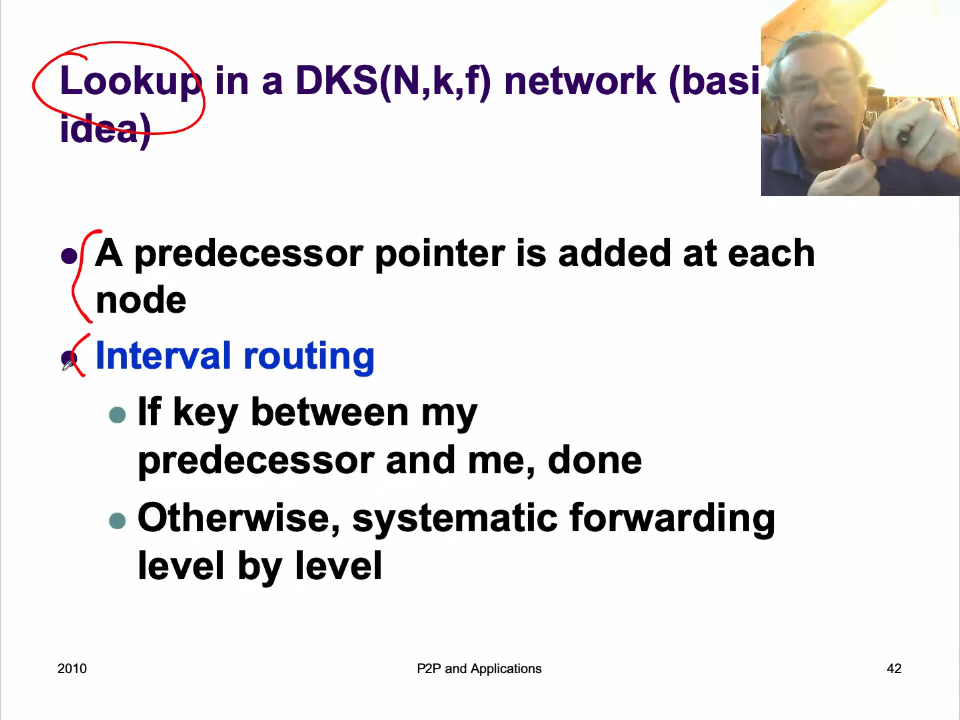 Lookup in a DKS(N,k,f) network (basi
idea)
A predecessor pointer is added at each
node
Interval routing
If key between my
predecessor and me, done
Otherwise, systematic forwarding
level by level
2010
P2P and Applications
42